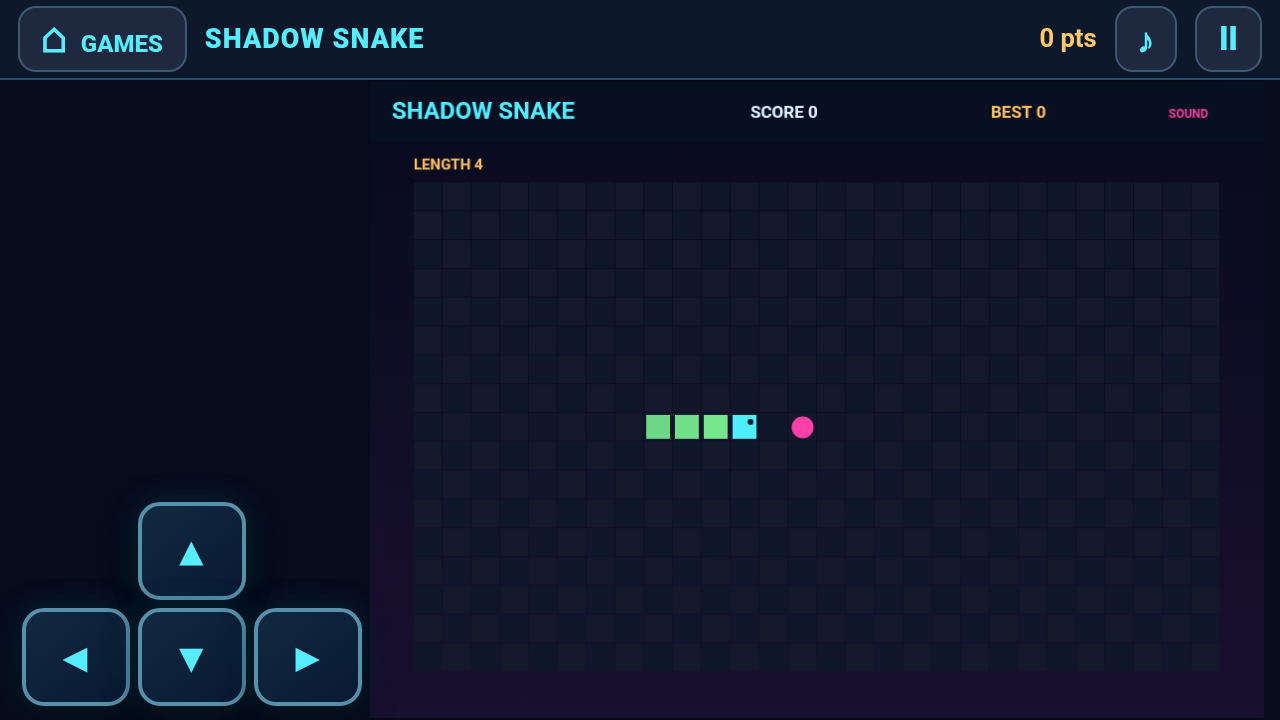 GAMES
SHADOW SNAKE
0 pts
SHADOW SNAKE
SCORE 0
BEST 0
SOUND
LENGTH 4